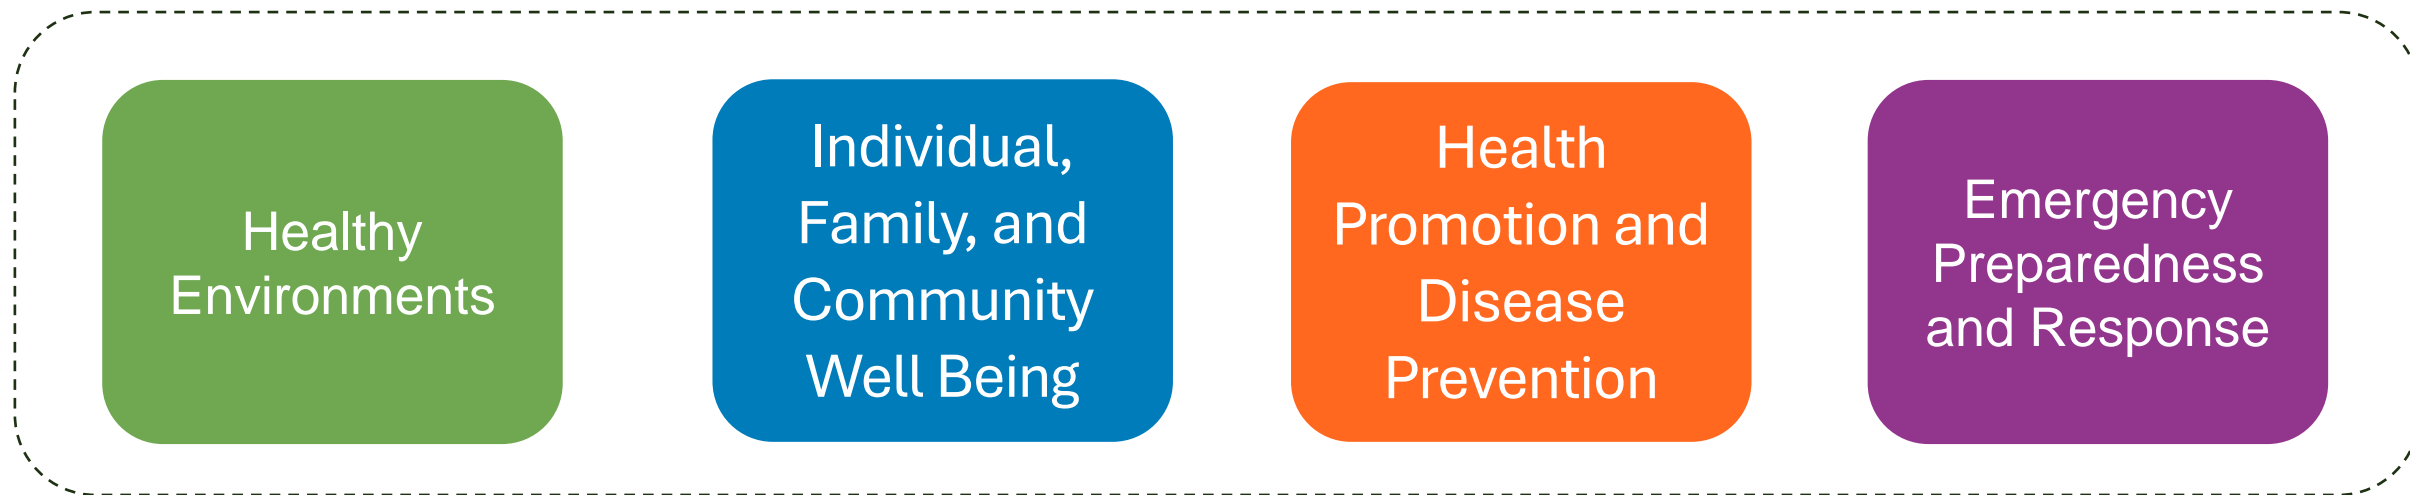 Healthy
Environments
Individual,
Family, and
Community
Well Being
Health
Promotion and
Disease
Prevention
Emergency
Preparedness
and Response